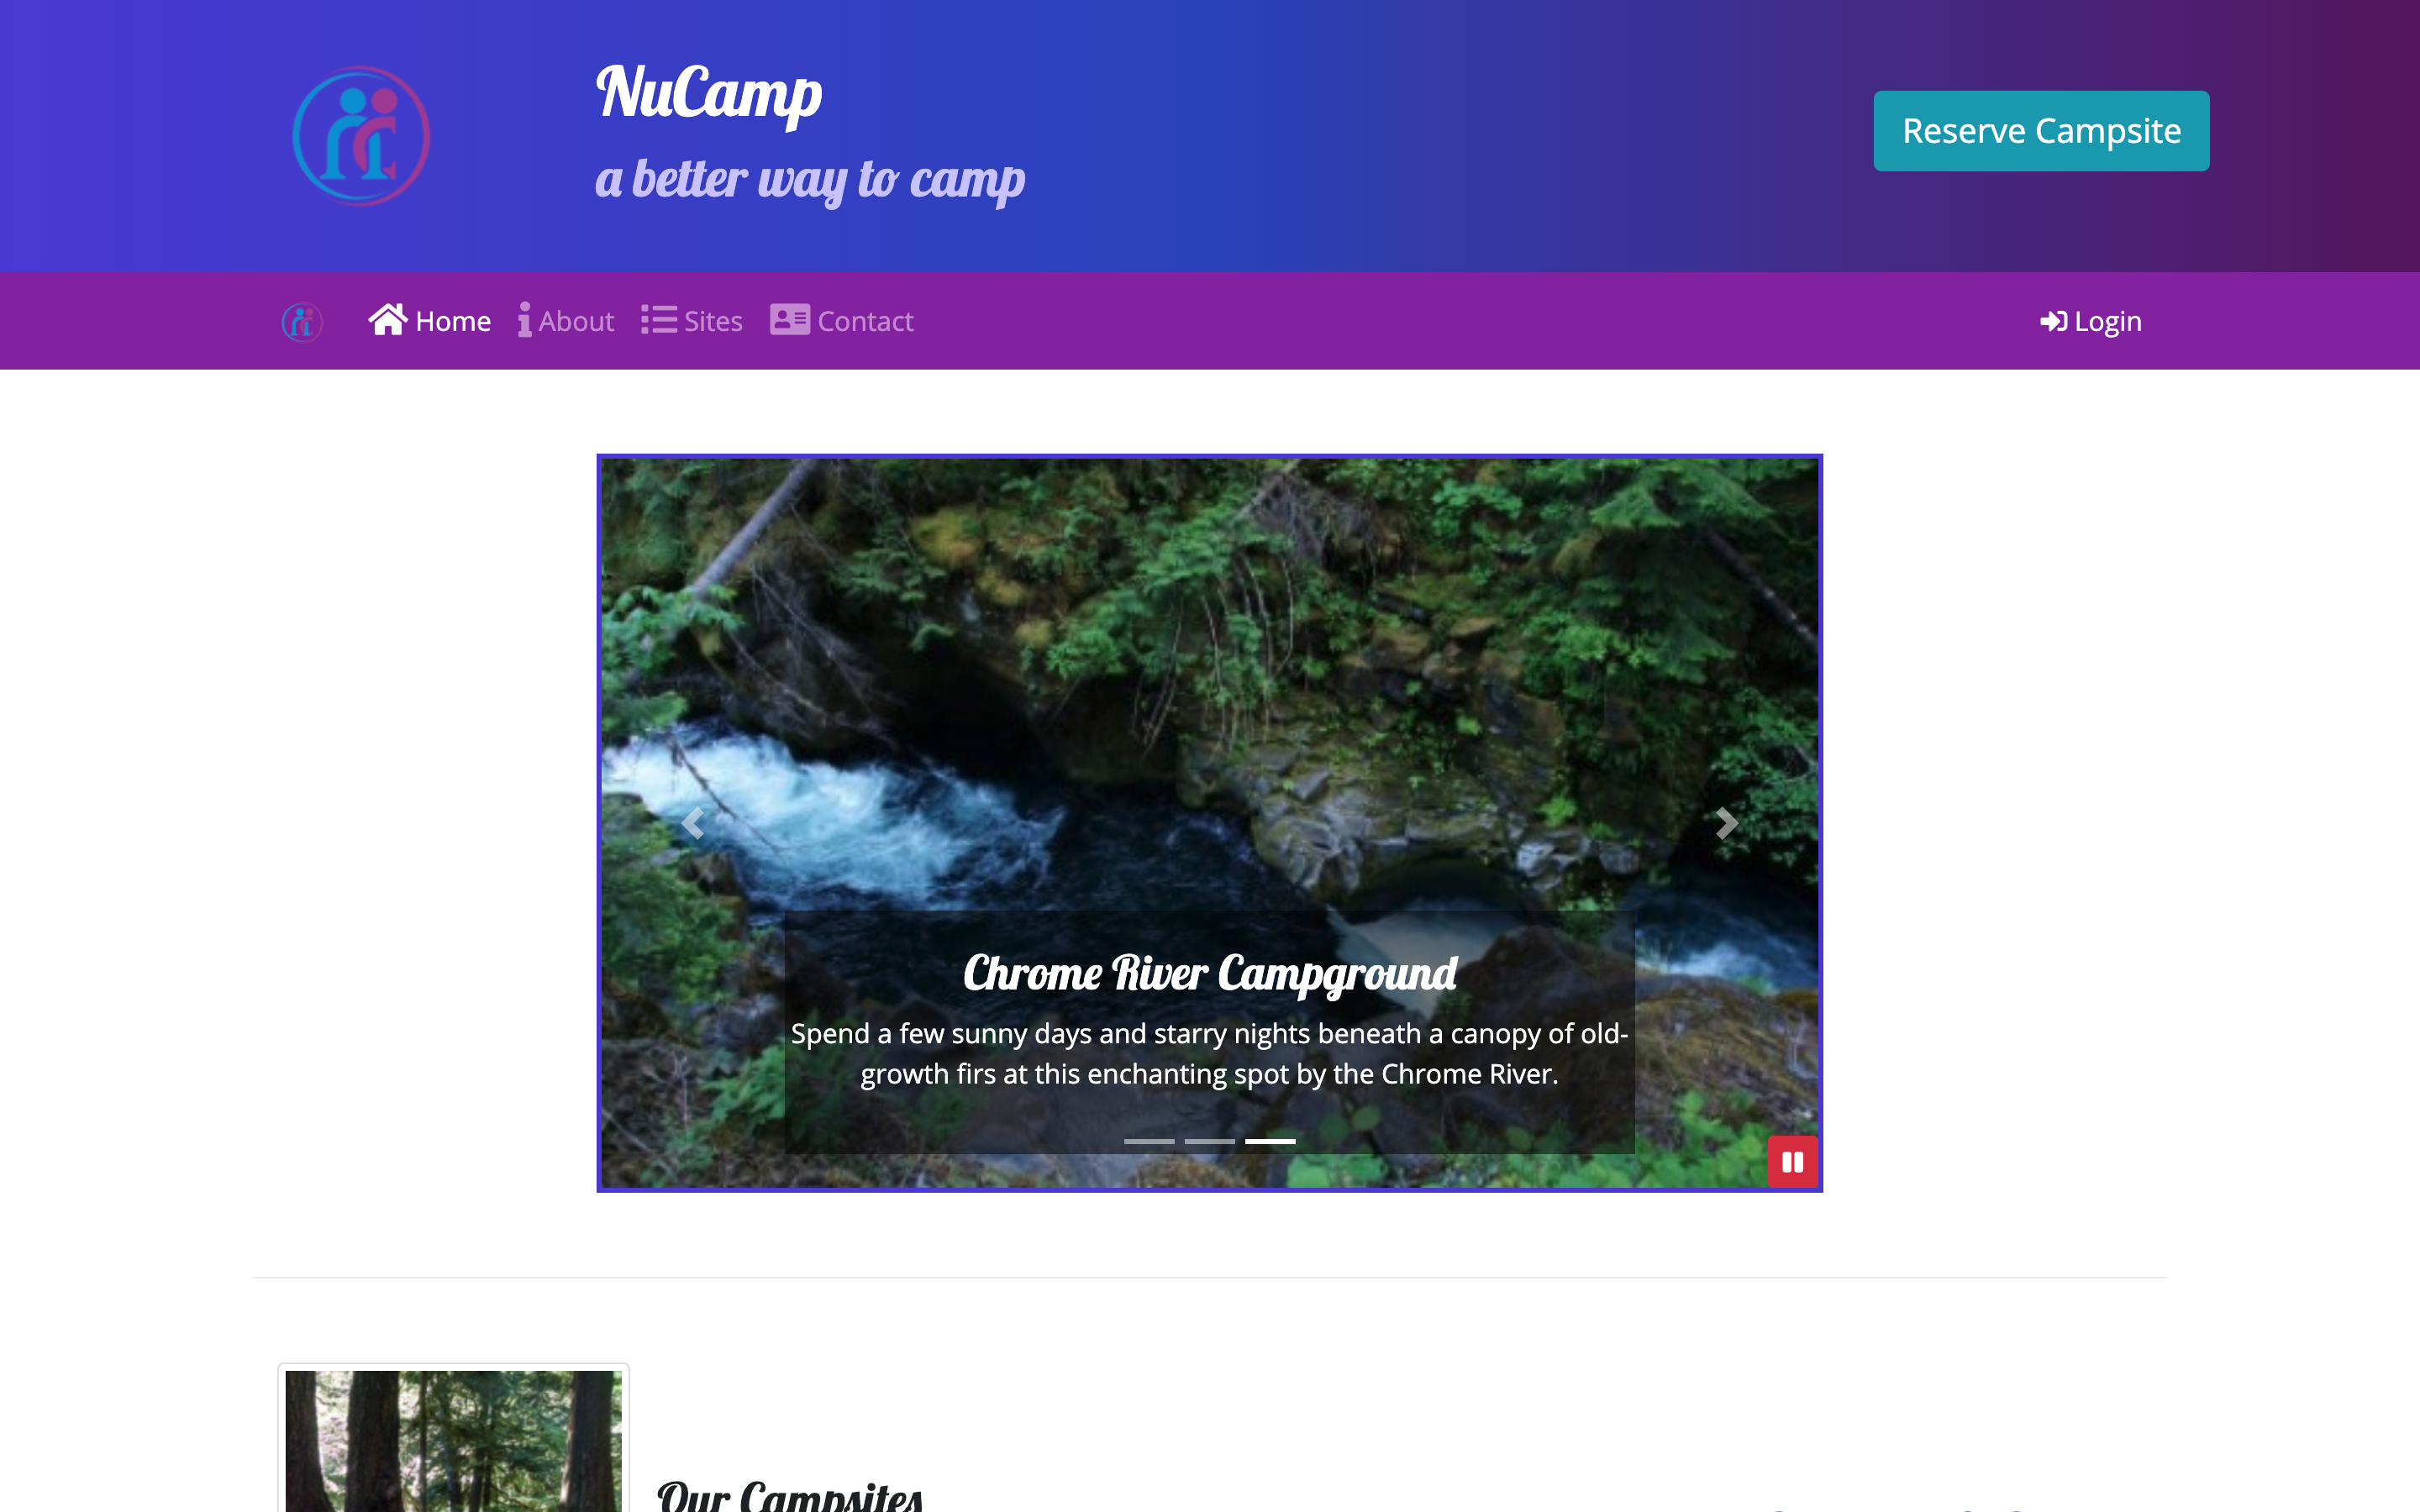 NuCamp
a better way to camp
Reserve Campsite
Home
About
Sites
Contact
Login
Chrome River Campground
Spend a few sunny days and starry nights beneath a canopy of old-
growth firs at this enchanting spot by the Chrome River.
Our Campsites